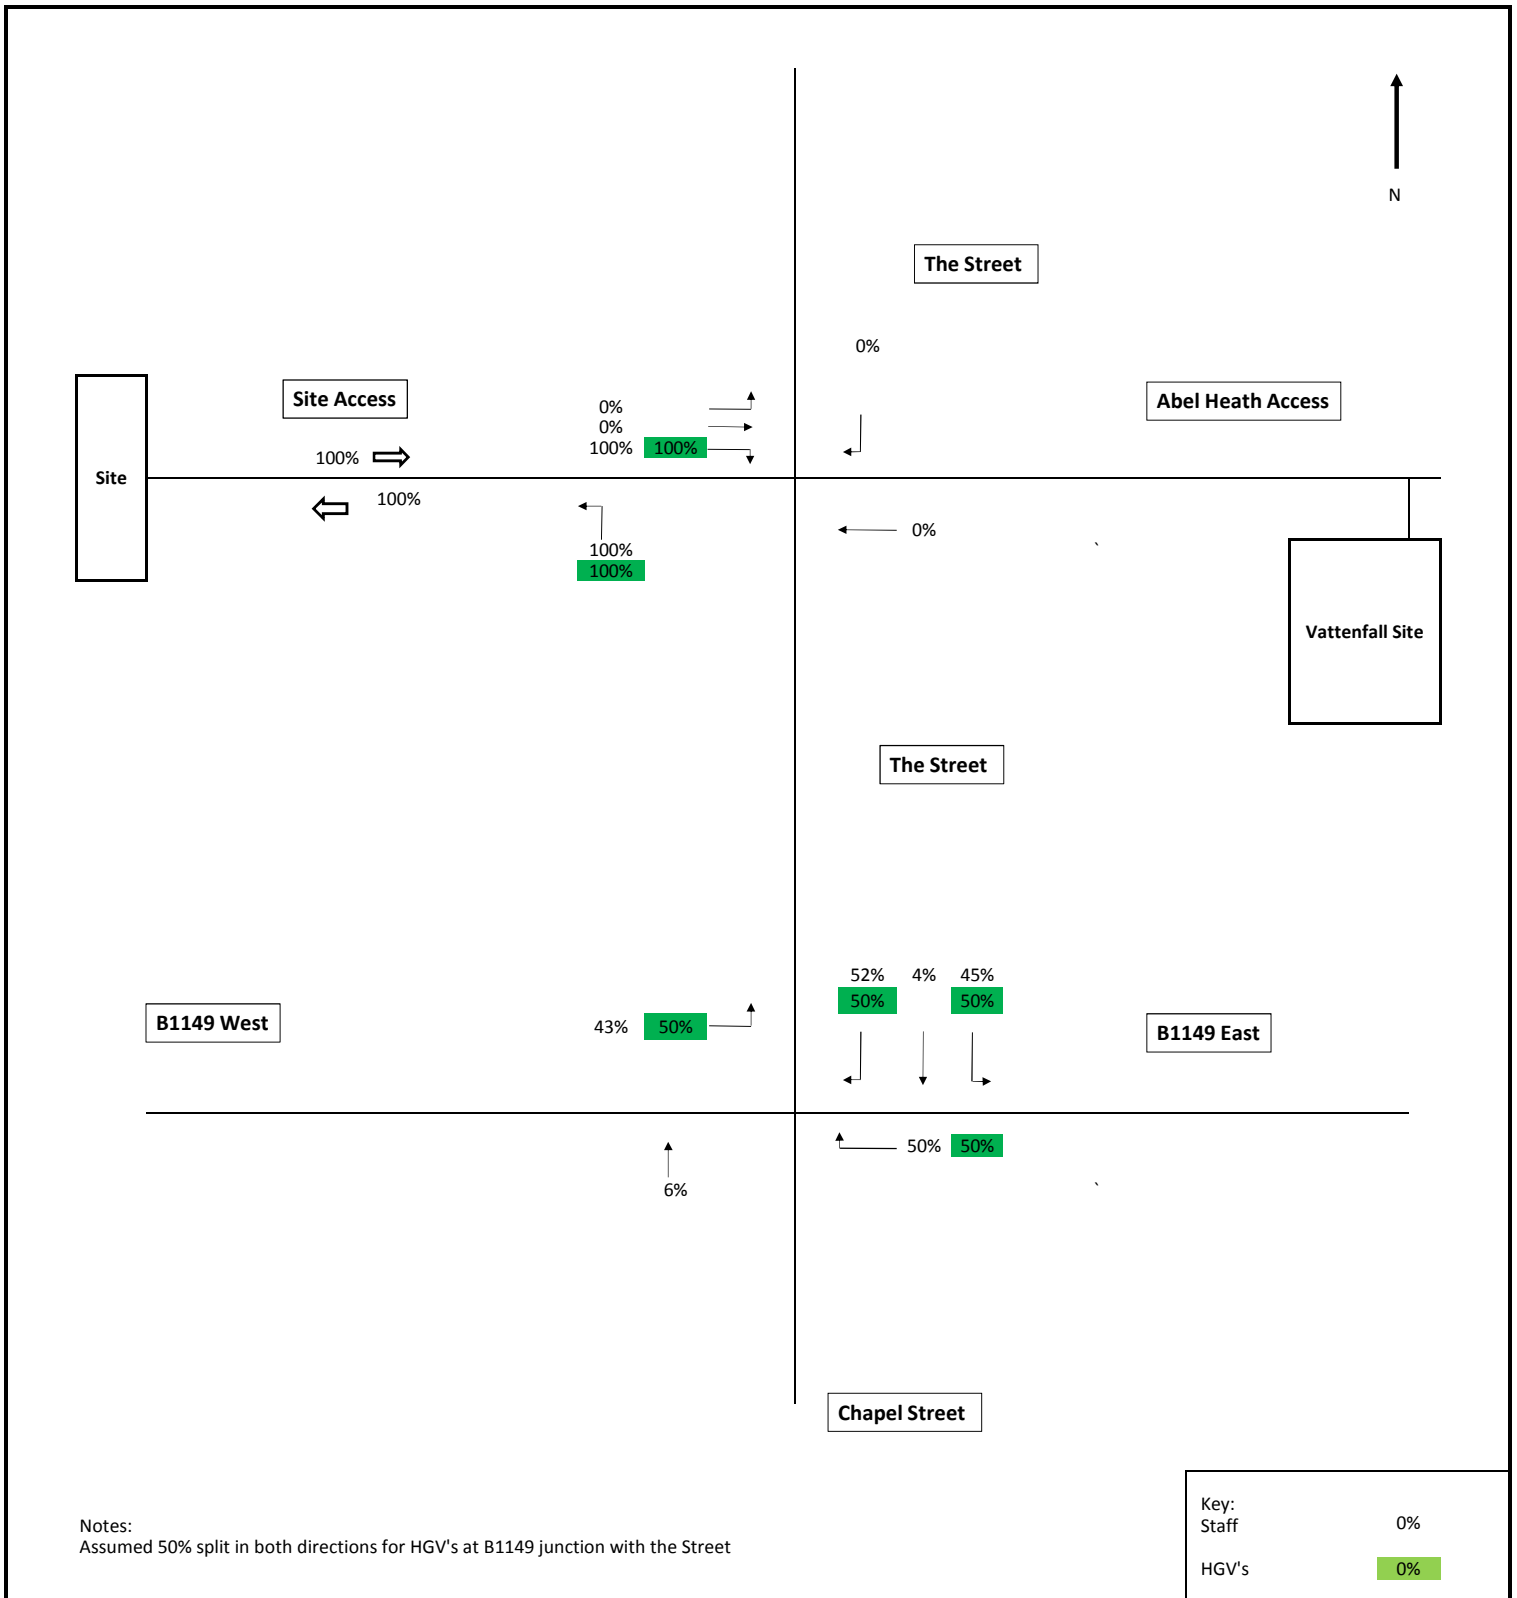 N
The Street
0%
Site Access
Abel Heath Access
0%
0%
100% 100%
100%
Site
100%
0%
100%
100%
Vattenfall Site
The Street
52% 4% 45%
50% 50%
B1149 West
43% 50%
B1149 East
50% 50%
6%
Chapel Street
Key:
Staff 0%
HGV's 0%
Notes:
Assumed 50% split in both directions for HGV's at B1149 junction with the Street